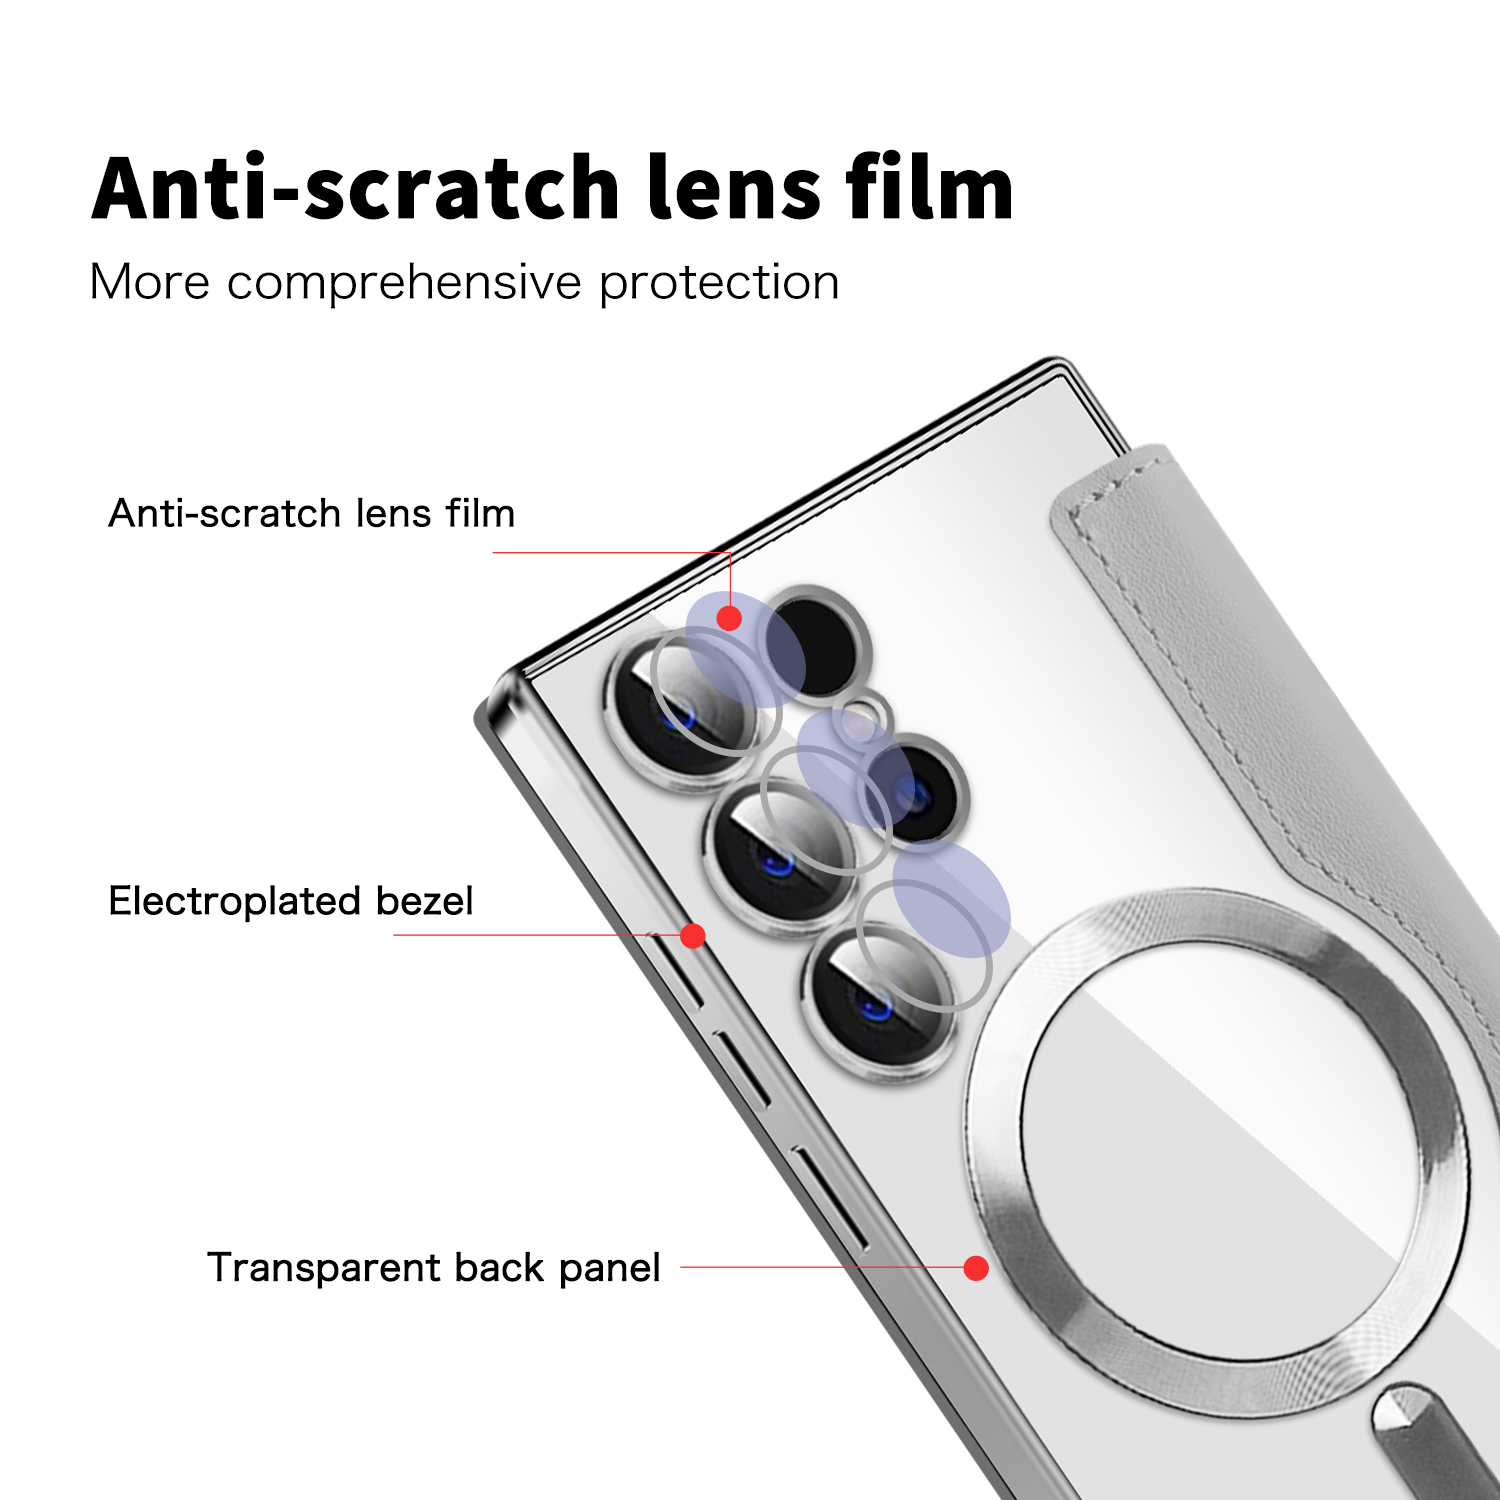 Anti-scratch lens film
More comprehensive protection
Anti-scratch lens film
Electroplated bezel
Transparent back panel